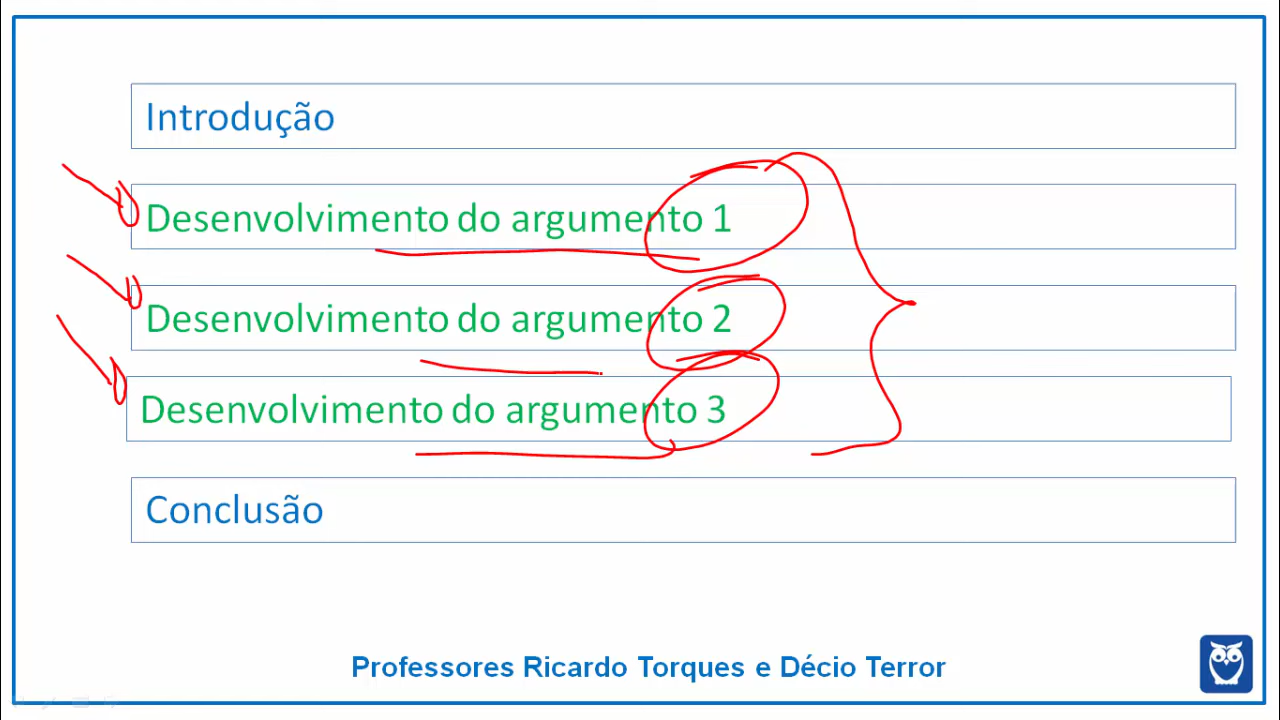 Introdução
Desenvolvimento do argumento 1
Desenvolvimento do argumento 2
Desenvolvimento do argumento 3
Conclusão
Professores Ricardo Torques e Décio Terror